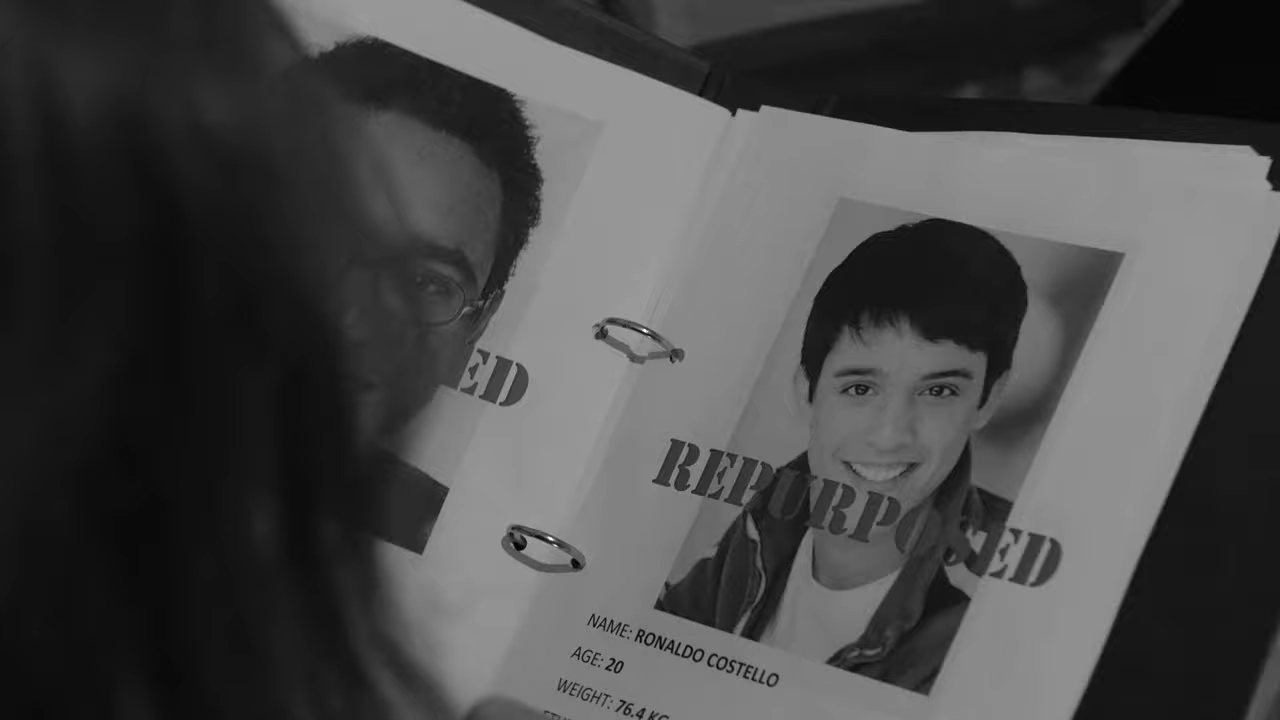 ED
REPURPOSED
NAME: RONALDO COSTELLO
AGE: 20
WEIGHT: 76.4 KG